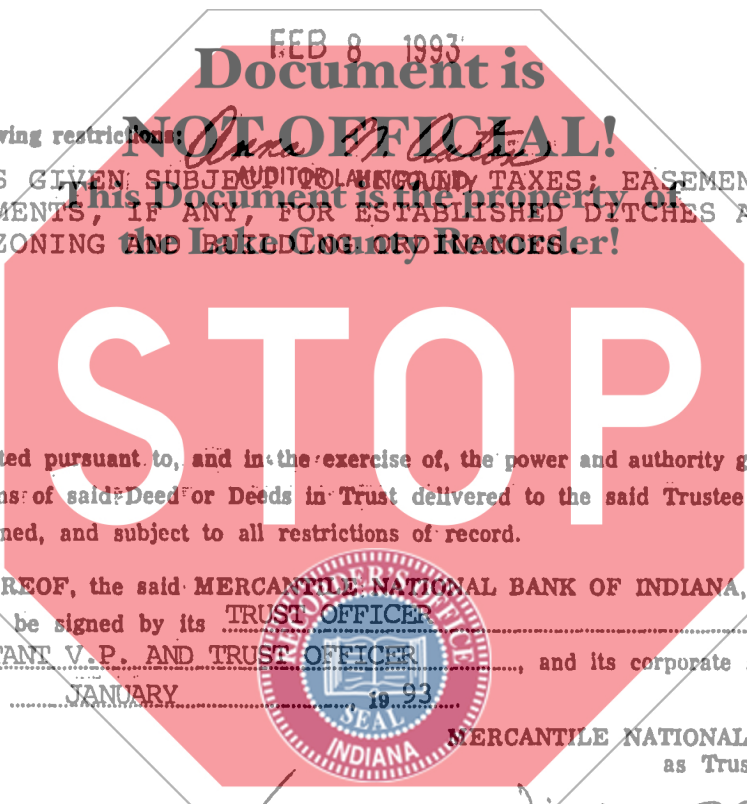 FEB 8 1993
Document is
NOT OFFICIAL!
ving restrictions:
Anna N. Anton
AUDITOR LAKE COUNTY
S GIVEN SUBJECT TO TAXES; EASEMEN
This Document is the property of
MENTS, IF ANY, FOR ESTABLISHED DITCHES A
the Lake County Recorder!
ZONING AND BUILDING ORDINANCES.
STOP
ted pursuant to, and in the exercise of, the power and authority g
ns of said Deed or Deeds in Trust delivered to the said Trustee
ned, and subject to all restrictions of record.
REOF, the said MERCANTILE NATIONAL BANK OF INDIANA,
be signed by its TRUST OFFICER
TANT V.P. AND TRUST OFFICER, and its corporate
JANUARY, 19 93
RECORDER'S OFFICE
SEAL
INDIANA
MERCANTILE NATIONAL
as Trus